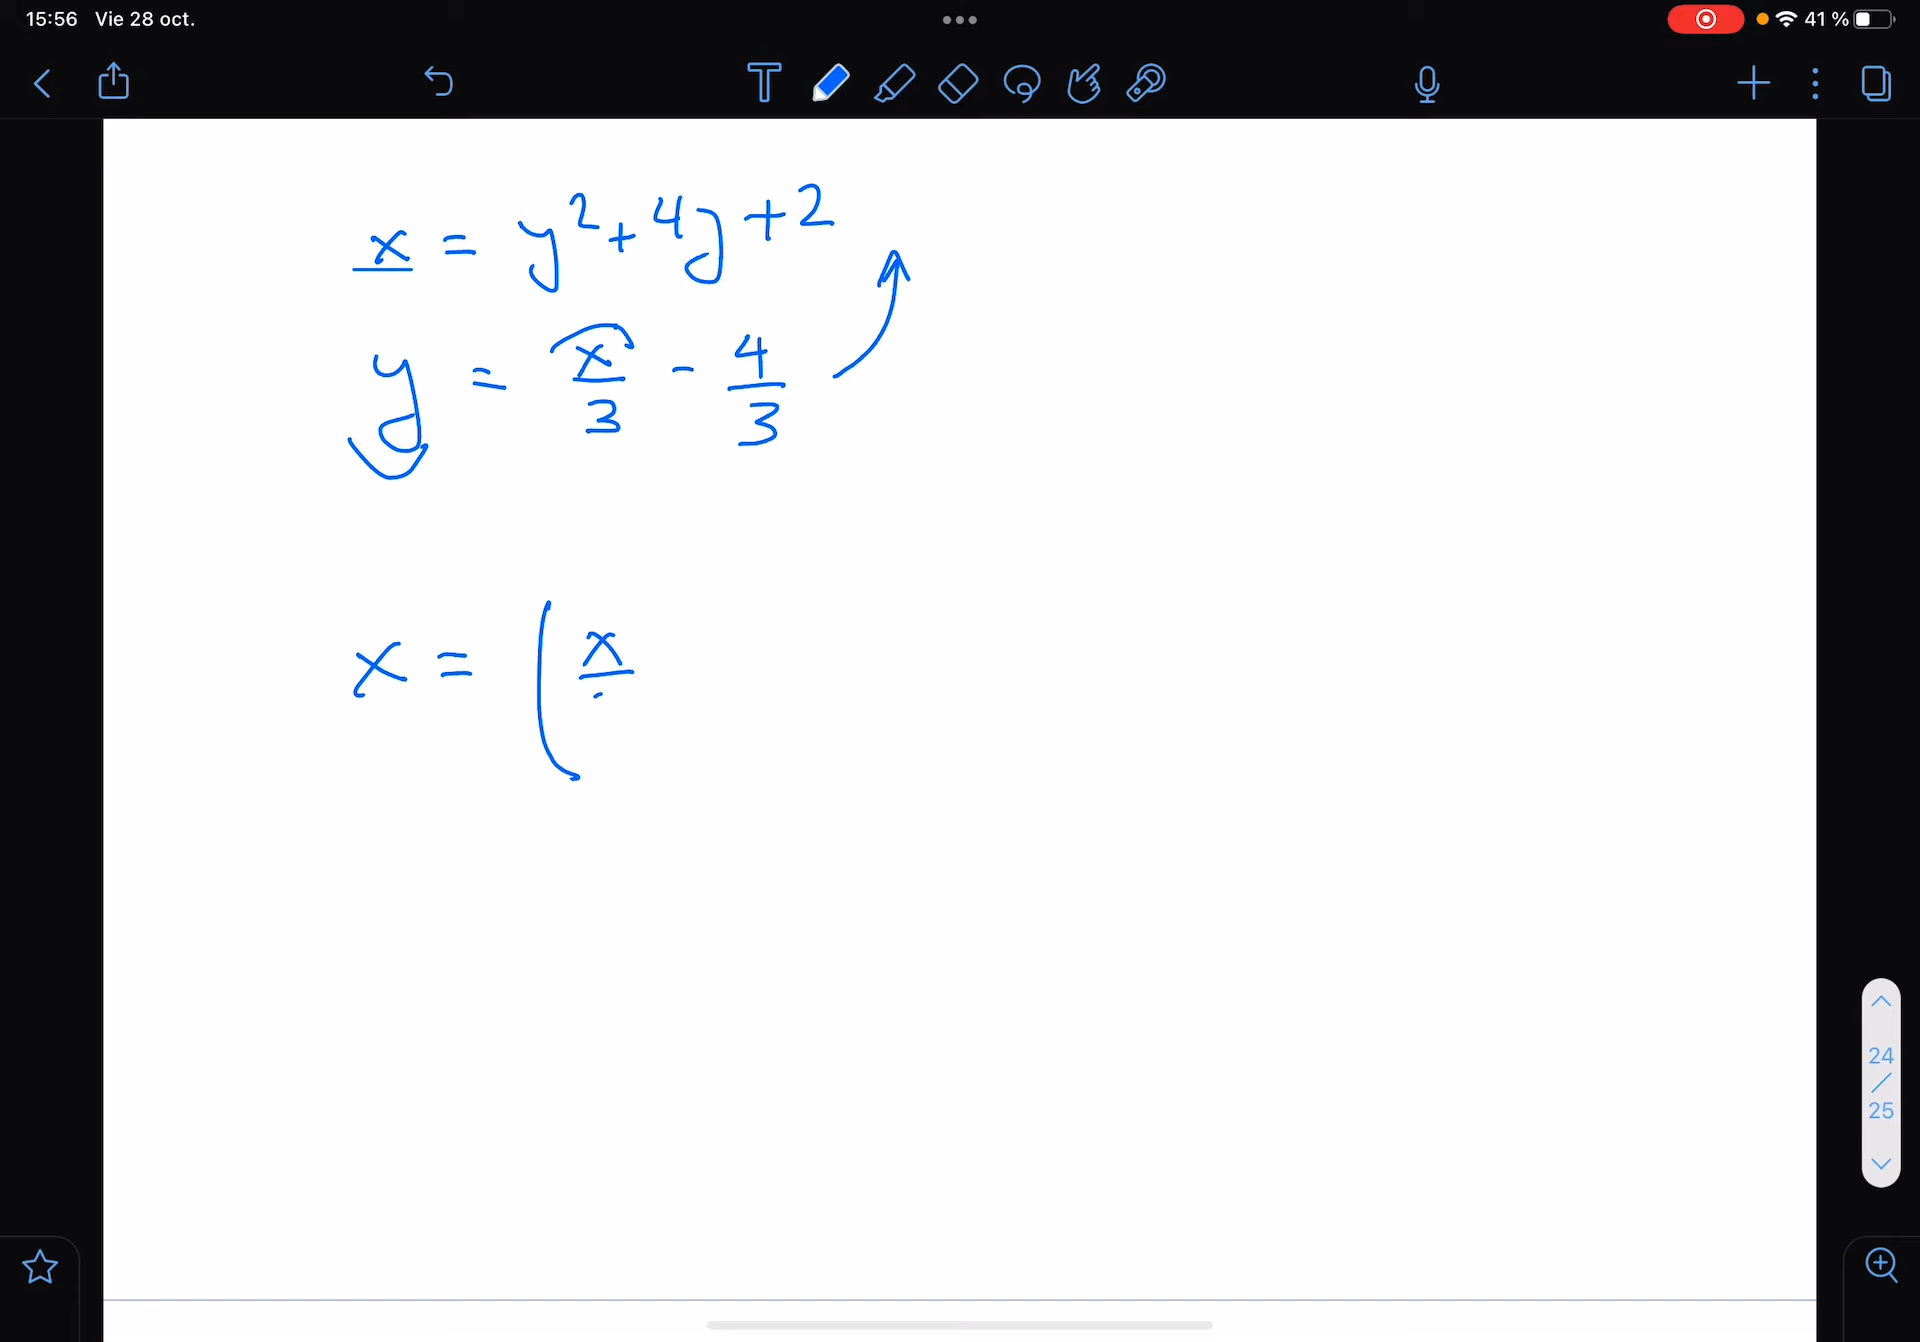 15:56 Vie 28 oct. 41 %
T
x = y² + 4y + 2
y = x/3 - 4/3
x = ( x/
24
/
25